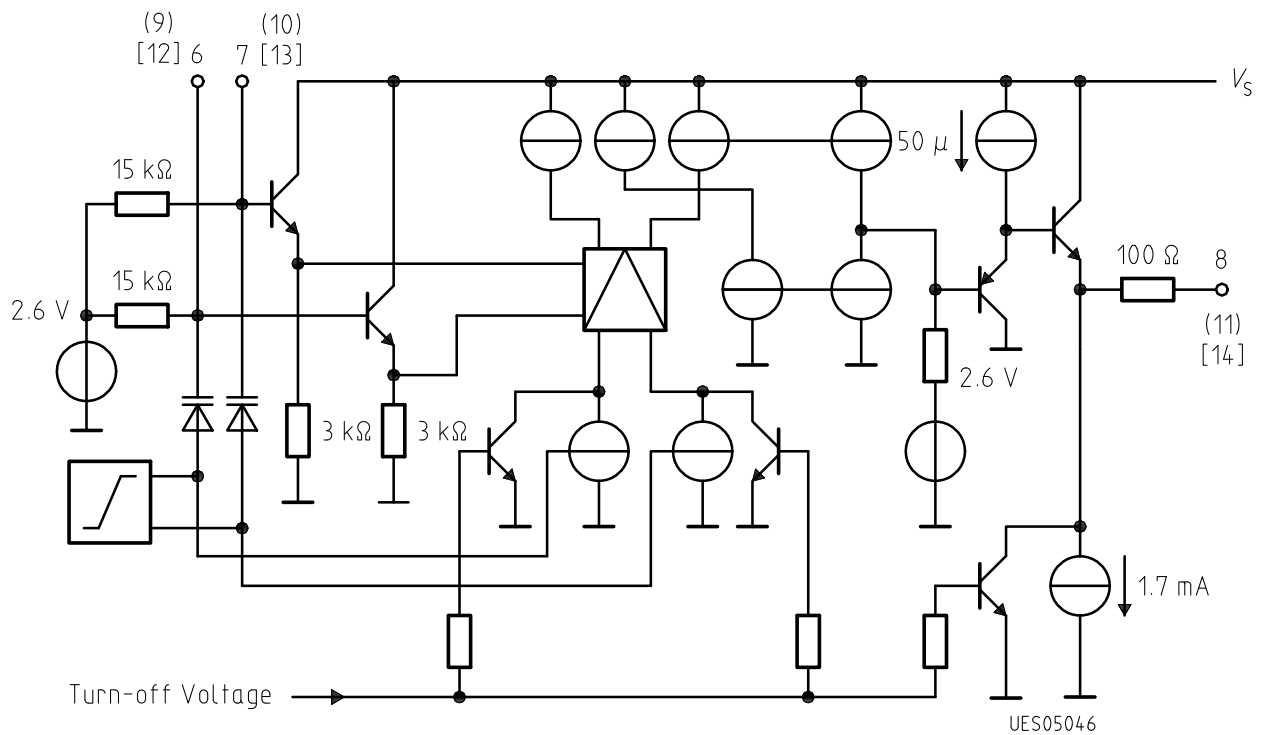 (9) (10)
[12] 6 7 [13]
V_S
50 µ
15 kΩ
15 kΩ
100 Ω 8
2.6 V
(11)
[14]
2.6 V
3 kΩ 3 kΩ
1.7 mA
Turn-off Voltage
UES05046